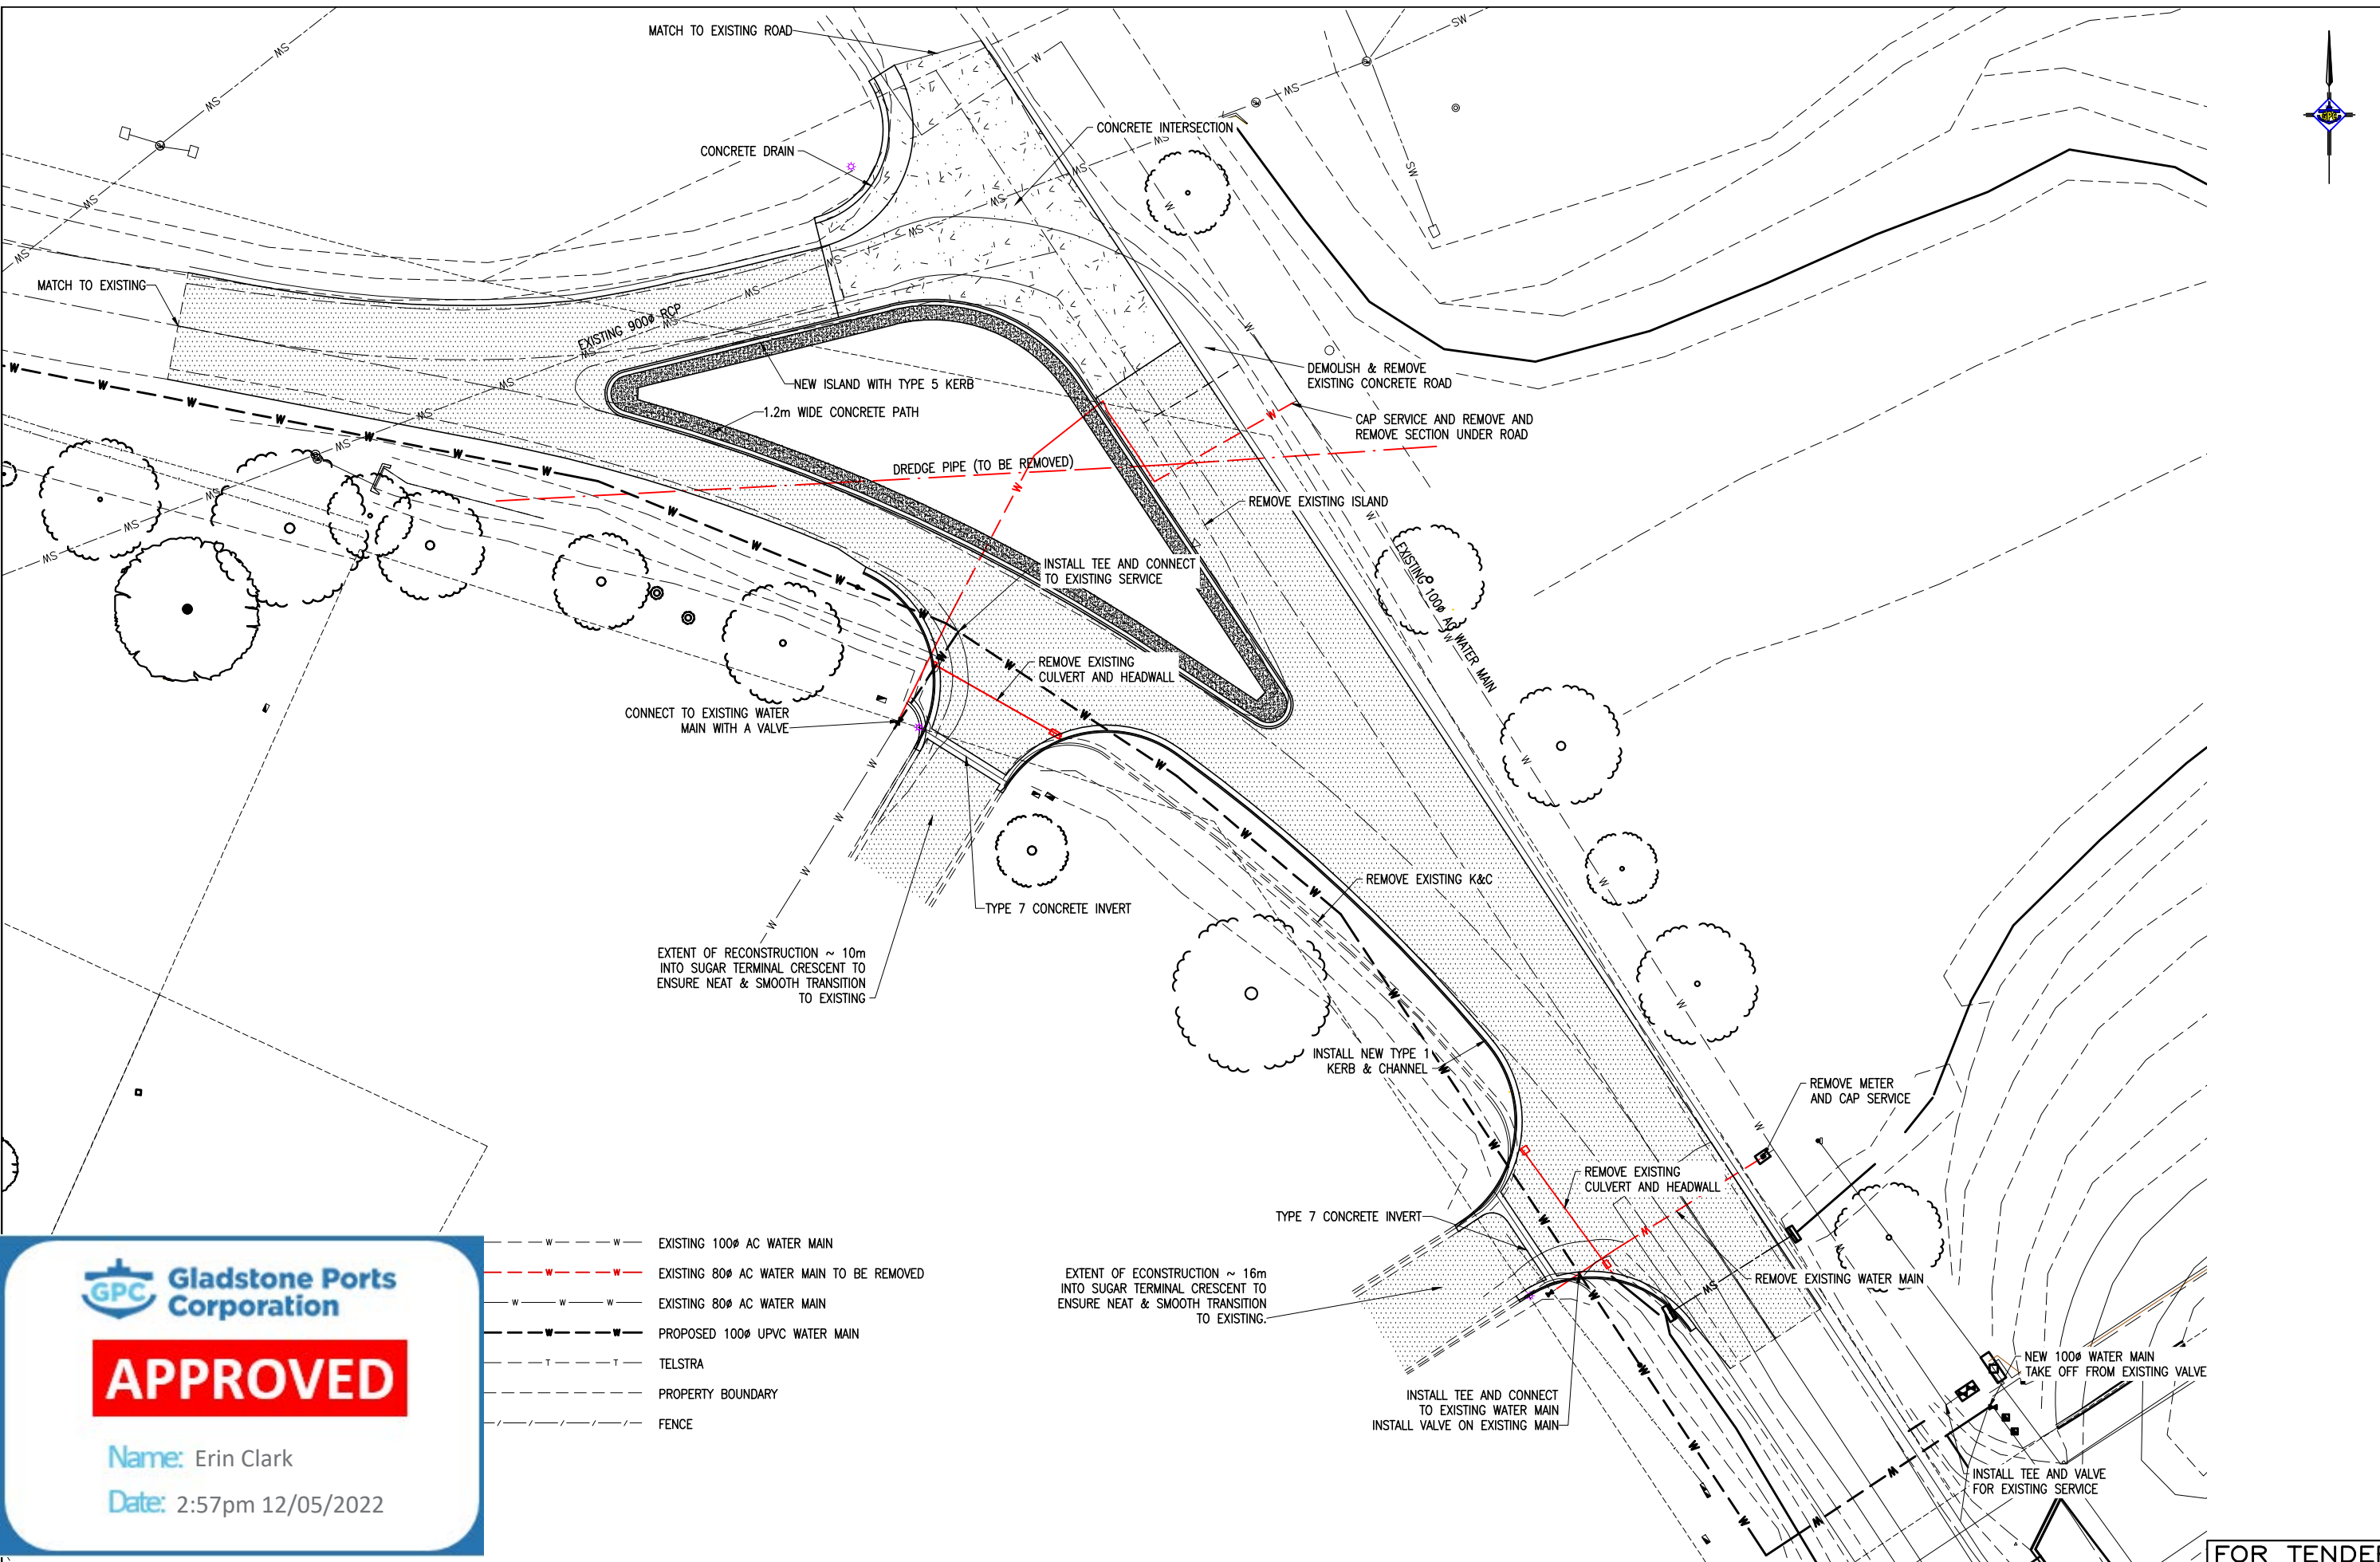 MATCH TO EXISTING ROAD
CONCRETE INTERSECTION
CONCRETE DRAIN
MATCH TO EXISTING
EXISTING 900ø RCP
NEW ISLAND WITH TYPE 5 KERB
1.2m WIDE CONCRETE PATH
DEMOLISH & REMOVE
EXISTING CONCRETE ROAD
CAP SERVICE AND REMOVE AND
REMOVE SECTION UNDER ROAD
DREDGE PIPE (TO BE REMOVED)
REMOVE EXISTING ISLAND
INSTALL TEE AND CONNECT
TO EXISTING SERVICE
EXISTING 100ø AC WATER MAIN
REMOVE EXISTING
CULVERT AND HEADWALL
CONNECT TO EXISTING WATER
MAIN WITH A VALVE
REMOVE EXISTING K&C
TYPE 7 CONCRETE INVERT
EXTENT OF RECONSTRUCTION ~ 10m
INTO SUGAR TERMINAL CRESCENT TO
ENSURE NEAT & SMOOTH TRANSITION
TO EXISTING
INSTALL NEW TYPE 1
KERB & CHANNEL
REMOVE METER
AND CAP SERVICE
REMOVE EXISTING
CULVERT AND HEADWALL
TYPE 7 CONCRETE INVERT
REMOVE EXISTING WATER MAIN
EXTENT OF ECONSTRUCTION ~ 16m
INTO SUGAR TERMINAL CRESCENT TO
ENSURE NEAT & SMOOTH TRANSITION
TO EXISTING.
NEW 100ø WATER MAIN
TAKE OFF FROM EXISTING VALVE
INSTALL TEE AND CONNECT
TO EXISTING WATER MAIN
INSTALL VALVE ON EXISTING MAIN
INSTALL TEE AND VALVE
FOR EXISTING SERVICE
EXISTING 100ø AC WATER MAIN
EXISTING 80ø AC WATER MAIN TO BE REMOVED
EXISTING 80ø AC WATER MAIN
PROPOSED 100ø UPVC WATER MAIN
TELSTRA
PROPERTY BOUNDARY
FENCE
GPC
Gladstone Ports
Corporation
APPROVED
Name: Erin Clark
Date: 2:57pm 12/05/2022
FOR TENDE